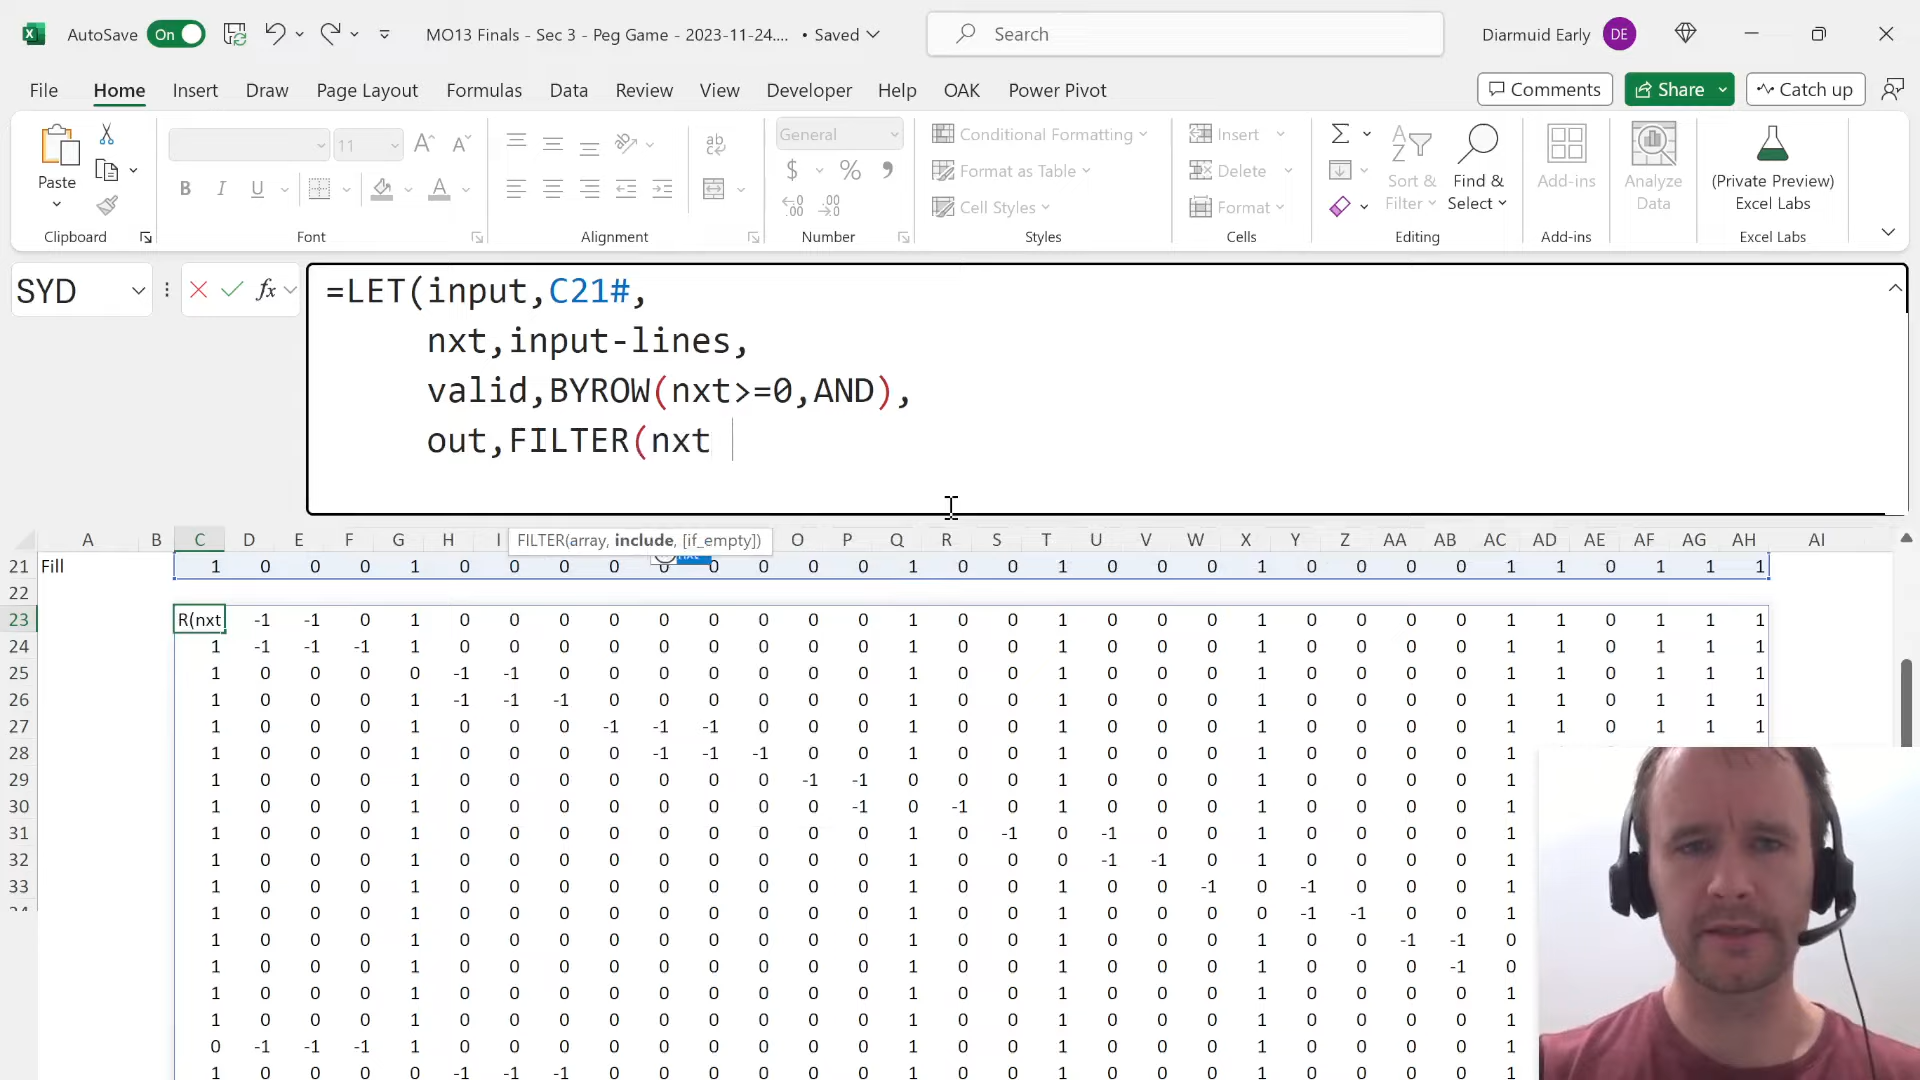 AutoSave On MO13 Finals - Sec 3 - Peg Game - 2023-11-24.... • Saved Search Diarmuid Early DE
File Home Insert Draw Page Layout Formulas Data Review View Developer Help OAK Power Pivot Comments Share Catch up
Paste 11 General Conditional Formatting Insert
Format as Table Delete Sort & Filter Find & Select Add-ins Analyze Data (Private Preview) Excel Labs
Cell Styles Format
Clipboard Font Alignment Number Styles Cells Editing Add-ins Excel Labs
SYD fx =LET(input,C21#,
nxt,input-lines,
valid,BYROW(nxt>=0,AND),
out,FILTER(nxt
FILTER(array, include, [if_empty])
A B C D E F G H I O P Q R S T U V W X Y Z AA AB AC AD AE AF AG AH AI
21 Fill 1 0 0 0 1 0 0 0 0 0 0 0 0 0 1 0 0 1 0 0 0 1 0 0 0 0 1 1 0 1 1 1
22
23 R(nxt -1 -1 0 1 0 0 0 0 0 0 0 0 0 1 0 0 1 0 0 0 1 0 0 0 0 1 1 0 1 1 1
24 1 -1 -1 -1 1 0 0 0 0 0 0 0 0 0 1 0 0 1 0 0 0 1 0 0 0 0 1 1 0 1 1 1
25 1 0 0 0 0 -1 -1 0 0 0 0 0 0 0 1 0 0 1 0 0 0 1 0 0 0 0 1 1 0 1 1 1
26 1 0 0 0 1 -1 -1 -1 0 0 0 0 0 0 1 0 0 1 0 0 0 1 0 0 0 0 1 1 0 1 1 1
27 1 0 0 0 1 0 0 0 -1 -1 -1 0 0 0 1 0 0 1 0 0 0 1 0 0 0 0 1 1 0 1 1 1
28 1 0 0 0 1 0 0 0 0 -1 -1 -1 0 0 1 0 0 1 0 0 0 1 0 0 0 0 1
29 1 0 0 0 1 0 0 0 0 0 0 0 -1 -1 0 0 0 1 0 0 0 1 0 0 0 0 1
30 1 0 0 0 1 0 0 0 0 0 0 0 0 -1 0 -1 0 1 0 0 0 1 0 0 0 0 1
31 1 0 0 0 1 0 0 0 0 0 0 0 0 0 1 0 -1 0 -1 0 0 1 0 0 0 0 1
32 1 0 0 0 1 0 0 0 0 0 0 0 0 0 1 0 0 0 -1 -1 0 1 0 0 0 0 1
33 1 0 0 0 1 0 0 0 0 0 0 0 0 0 1 0 0 1 0 0 -1 0 -1 0 0 0 1
1 0 0 0 1 0 0 0 0 0 0 0 0 0 1 0 0 1 0 0 0 0 -1 -1 0 0 1
1 0 0 0 1 0 0 0 0 0 0 0 0 0 1 0 0 1 0 0 0 1 0 0 -1 -1 0
1 0 0 0 1 0 0 0 0 0 0 0 0 0 1 0 0 1 0 0 0 1 0 0 0 -1 0
1 0 0 0 1 0 0 0 0 0 0 0 0 0 1 0 0 1 0 0 0 1 0 0 0 0 1
1 0 0 0 1 0 0 0 0 0 0 0 0 0 1 0 0 1 0 0 0 1 0 0 0 0 1
0 -1 -1 -1 1 0 0 0 0 0 0 0 0 0 1 0 0 1 0 0 0 1 0 0 0 0 1
1 0 0 0 0 -1 -1 -1 0 0 0 0 0 0 1 0 0 1 0 0 0 1 0 0 0 0 1